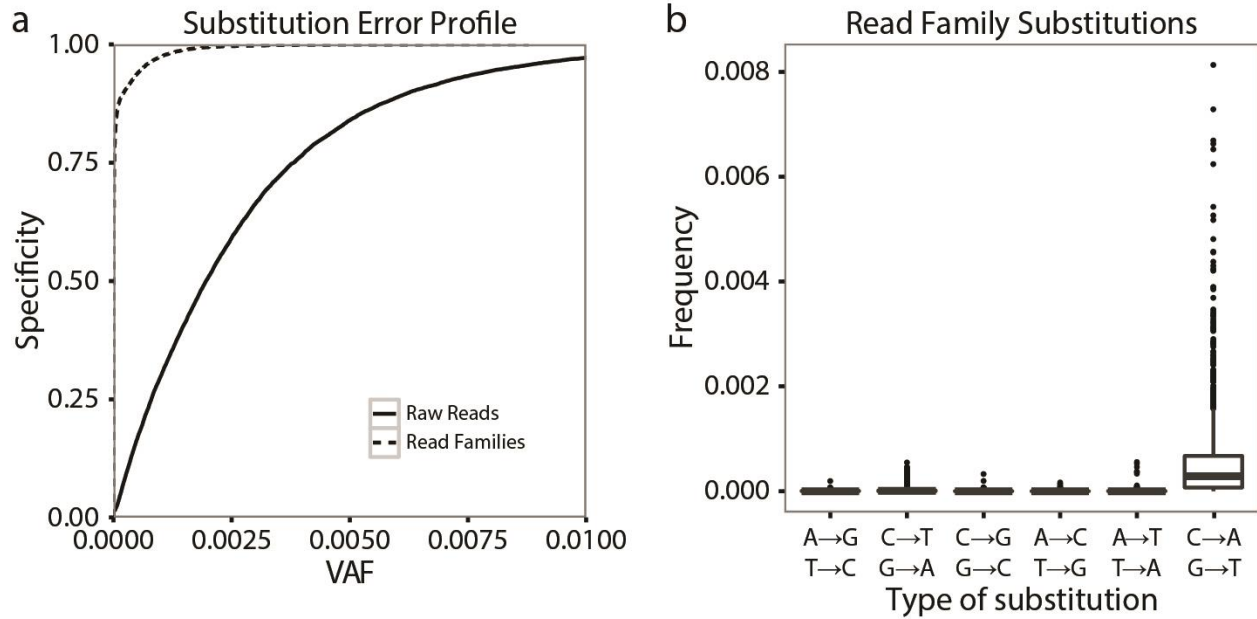 a
Substitution Error Profile
1.00
0.75
0.50
0.25
0.00
Specificity
0.0000
0.0025
0.0050
0.0075
0.0100
VAF
Raw Reads
Read Families
b
Read Family Substitutions
0.008
0.006
0.004
0.002
0.000
Frequency
A→G C→T C→G A→C A→T C→A
T→C G→A G→C T→G T→A G→T
Type of substitution